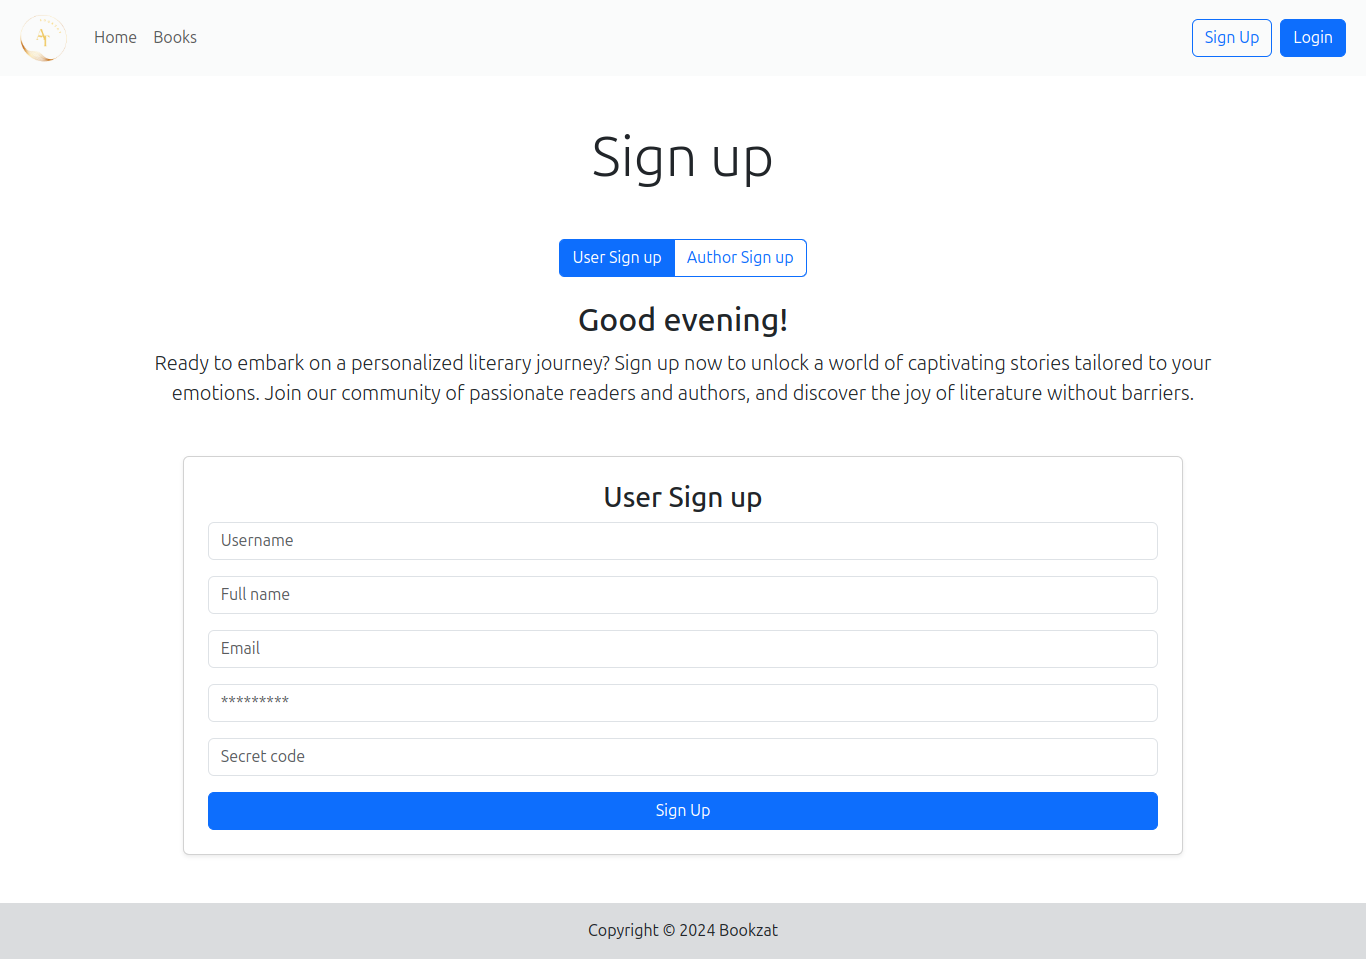 Home
Books
Sign Up
Login
Sign up
User Sign up
Author Sign up
Good evening!
Ready to embark on a personalized literary journey? Sign up now to unlock a world of captivating stories tailored to your
emotions. Join our community of passionate readers and authors, and discover the joy of literature without barriers.
User Sign up
Username
Full name
Email
*********
Secret code
Sign Up
Copyright © 2024 Bookzat